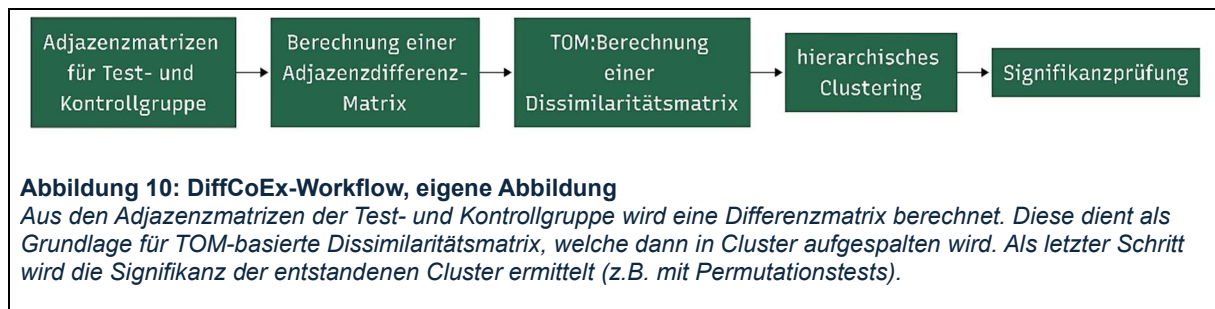 Adjazenzmatrizen
für Test- und
Kontrollgruppe
Berechnung einer
Adjazenzdifferenz-
Matrix
TOM:Berechnung
einer
Dissimilaritätsmatrix
hierarchisches
Clustering
Signifikanzprüfung
Abbildung 10: DiffCoEx-Workflow, eigene Abbildung
Aus den Adjazenzmatrizen der Test- und Kontrollgruppe wird eine Differenzmatrix berechnet. Diese dient als
Grundlage für TOM-basierte Dissimilaritätsmatrix, welche dann in Cluster aufgespalten wird. Als letzter Schritt
wird die Signifikanz der entstandenen Cluster ermittelt (z.B. mit Permutationstests).